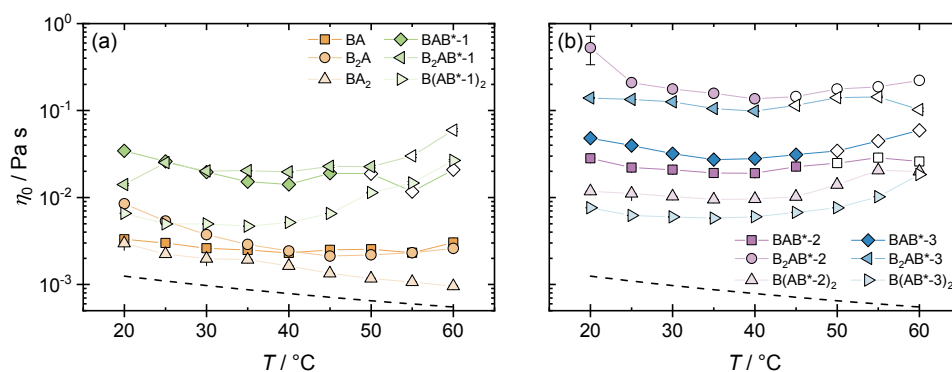 (a)
BA
B₂A
BA₂
BAB*-1
B₂AB*-1
B(AB*-1)₂
(b)
BAB*-2
B₂AB*-2
B(AB*-2)₂
BAB*-3
B₂AB*-3
B(AB*-3)₂
η₀ / Pa s
10⁰
10⁻¹
10⁻²
10⁻³
20 30 40 50 60
20 30 40 50 60
T / °C
T / °C